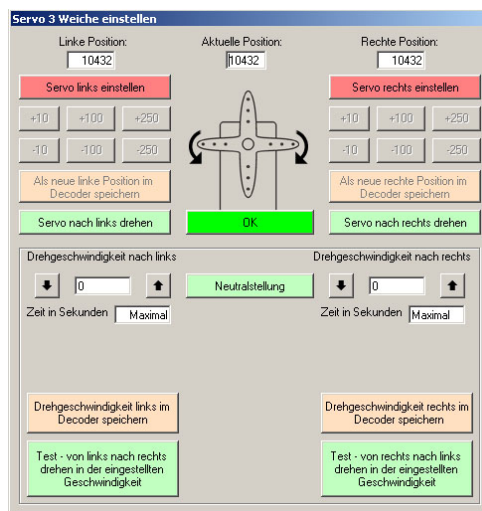 Servo 3 Weiche einstellen
Linke Position:
Aktuelle Position:
Rechte Position:
10432
10432
10432
Servo links einstellen
Servo rechts einstellen
+10
+100
+250
+10
+100
+250
-10
-100
-250
-10
-100
-250
Als neue linke Position im
Decoder speichern
Als neue rechte Position im
Decoder speichern
Servo nach links drehen
OK
Servo nach rechts drehen
Drehgeschwindigkeit nach links
Drehgeschwindigkeit nach rechts
0
Neutralstellung
0
Zeit in Sekunden
Maximal
Zeit in Sekunden
Maximal
Drehgeschwindigkeit links im
Decoder speichern
Drehgeschwindigkeit rechts im
Decoder speichern
Test - von links nach rechts
drehen in der eingestellten
Geschwindigkeit
Test - von rechts nach links
drehen in der eingestellten
Geschwindigkeit